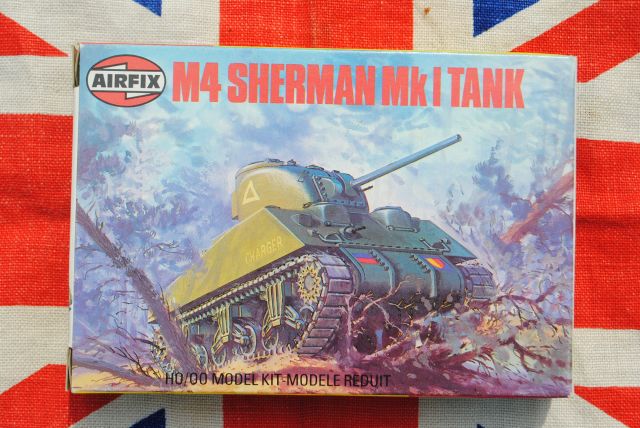 AIRFIX
M4 SHERMAN Mk I TANK
CHARGER
HO/OO MODEL KIT-MODELE REDUIT